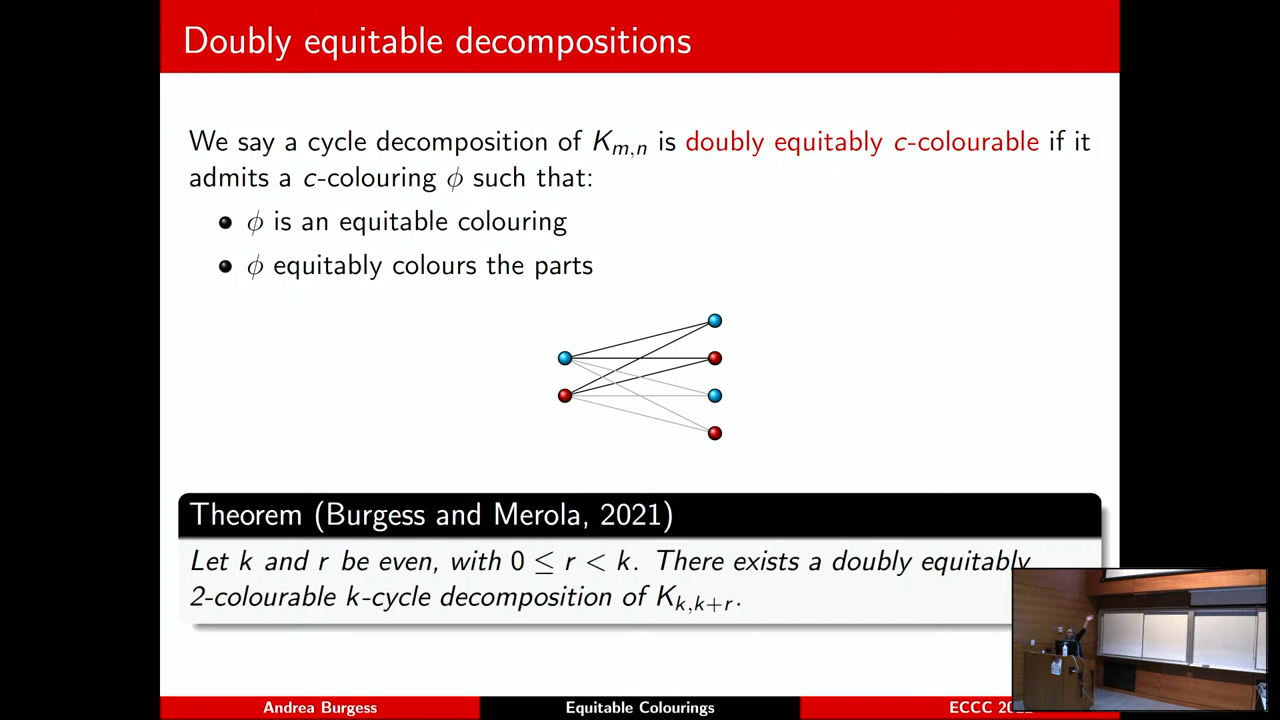 Doubly equitable decompositions
We say a cycle decomposition of K_{m,n} is doubly equitably c-colourable if it
admits a c-colouring ϕ such that:
● ϕ is an equitable colouring
● ϕ equitably colours the parts
Theorem (Burgess and Merola, 2021)
Let k and r be even, with 0 ≤ r < k. There exists a doubly equitably
2-colourable k-cycle decomposition of K_{k,k+r}.
Andrea Burgess
Equitable Colourings
ECCC